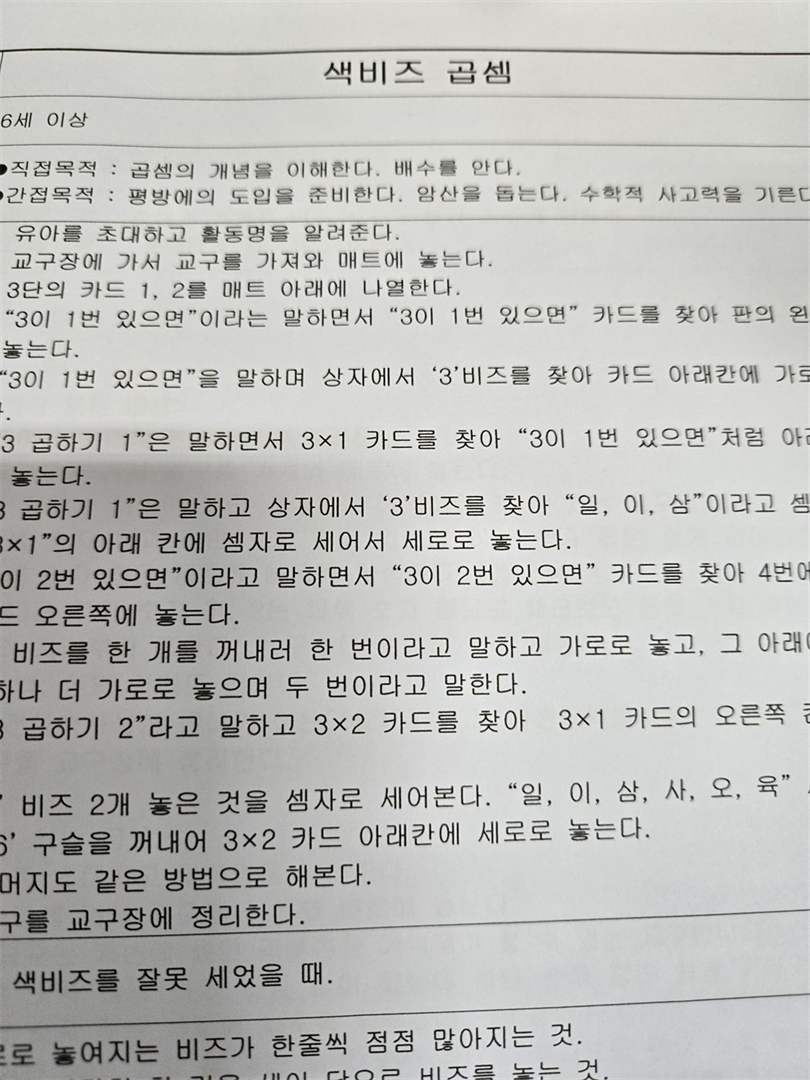 색비즈 곱셈
6세 이상
●직접목적 : 곱셈의 개념을 이해한다. 배수를 안다.
●간접목적 : 평방에의 도입을 준비한다. 암산을 돕는다. 수학적 사고력을 기른다
유아를 초대하고 활동명을 알려준다.
교구장에 가서 교구를 가져와 매트에 놓는다.
3단의 카드 1, 2를 매트 아래에 나열한다.
“3이 1번 있으면”이라는 말하면서 “3이 1번 있으면” 카드를 찾아 판의 왼
놓는다.
“3이 1번 있으면”을 말하며 상자에서 ‘3’비즈를 찾아 카드 아래칸에 가로
3 곱하기 1”은 말하면서 3×1 카드를 찾아 “3이 1번 있으면”처럼 아래
놓는다.
3 곱하기 1”은 말하고 상자에서 ‘3’비즈를 찾아 “일, 이, 삼”이라고 셈
3×1”의 아래 칸에 셈자로 세어서 세로로 놓는다.
이 2번 있으면”이라고 말하면서 “3이 2번 있으면” 카드를 찾아 4번에
드 오른쪽에 놓는다.
비즈를 한 개를 꺼내러 한 번이라고 말하고 가로로 놓고, 그 아래에
하나 더 가로로 놓으며 두 번이라고 말한다.
3 곱하기 2”라고 말하고 3×2 카드를 찾아 3×1 카드의 오른쪽 칸
’ 비즈 2개 놓은 것을 셈자로 세어본다. “일, 이, 삼, 사, 오, 육”
6’ 구슬을 꺼내어 3×2 카드 아래칸에 세로로 놓는다.
머지도 같은 방법으로 해본다.
구를 교구장에 정리한다.
색비즈를 잘못 세었을 때.
로 놓여지는 비즈가 한줄씩 점점 많아지는 것.
비즈를 놓는 것.